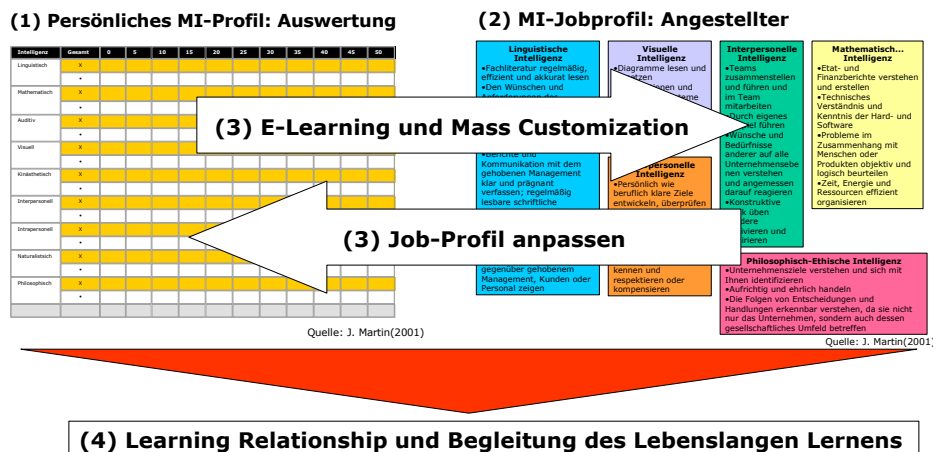 (1) Persönliches MI-Profil: Auswertung
Intelligenz Gesamt 0 5 10 15 20 25 30 35 40 45 50
Linguistisch X
•
Mathematisch X
•
Auditiv X
•
Visuell X
•
Kinästhetisch X
•
Interpersonell X
•
Intrapersonell X
•
Naturalistsich X
•
Philosophisch X
•
Quelle: J. Martin(2001)
(2) MI-Jobprofil: Angestellter
Linguistische
Intelligenz
•Fachliteratur regelmäßig,
effizient und akkurat lesen
•Den Wünschen und
•Berichte und
Kommunikation mit dem
gehobenen Management
klar und prägnant
verfassen; regelmäßig
lesbare schriftliche
gegenüber gehobenem
Management, Kunden oder
Personal zeigen
Visuelle
Intelligenz
•Diagramme lesen und
Intelligenz
•Persönlich wie
beruflich klare Ziele
entwickeln, überprüfen
kennen und
respektieren oder
kompensieren
Interpersonelle
Intelligenz
•Teams
zusammenstellen
und führen und
im Team
mitarbeiten
•Durch eigenes
führen
•Wünsche und
Bedürfnisse
anderer auf alle
Unternehmensebe
nen verstehen
und angemessen
darauf reagieren
•Konstruktive
üben
Mathematisch...
Intelligenz
•Etat- und
Finanzberichte verstehen
und erstellen
•Technisches
Verständnis und
Kenntnis der Hard- und
Software
•Probleme im
Zusammenhang mit
Menschen oder
Produkten objektiv und
logisch beurteilen
•Zeit, Energie und
Ressourcen effizient
organisieren
Philosophisch-Ethische Intelligenz
•Unternehmensziele verstehen und sich mit
Ihnen identifizieren
•Aufrichtig und ehrlich handeln
•Die Folgen von Entscheidungen und
Handlungen erkennbar verstehen, da sie nicht
nur das Unternehmen, sondern auch dessen
gesellschaftliches Umfeld betreffen
Quelle: J. Martin(2001)
(3) E-Learning und Mass Customization
(3) Job-Profil anpassen
(4) Learning Relationship und Begleitung des Lebenslangen Lernens